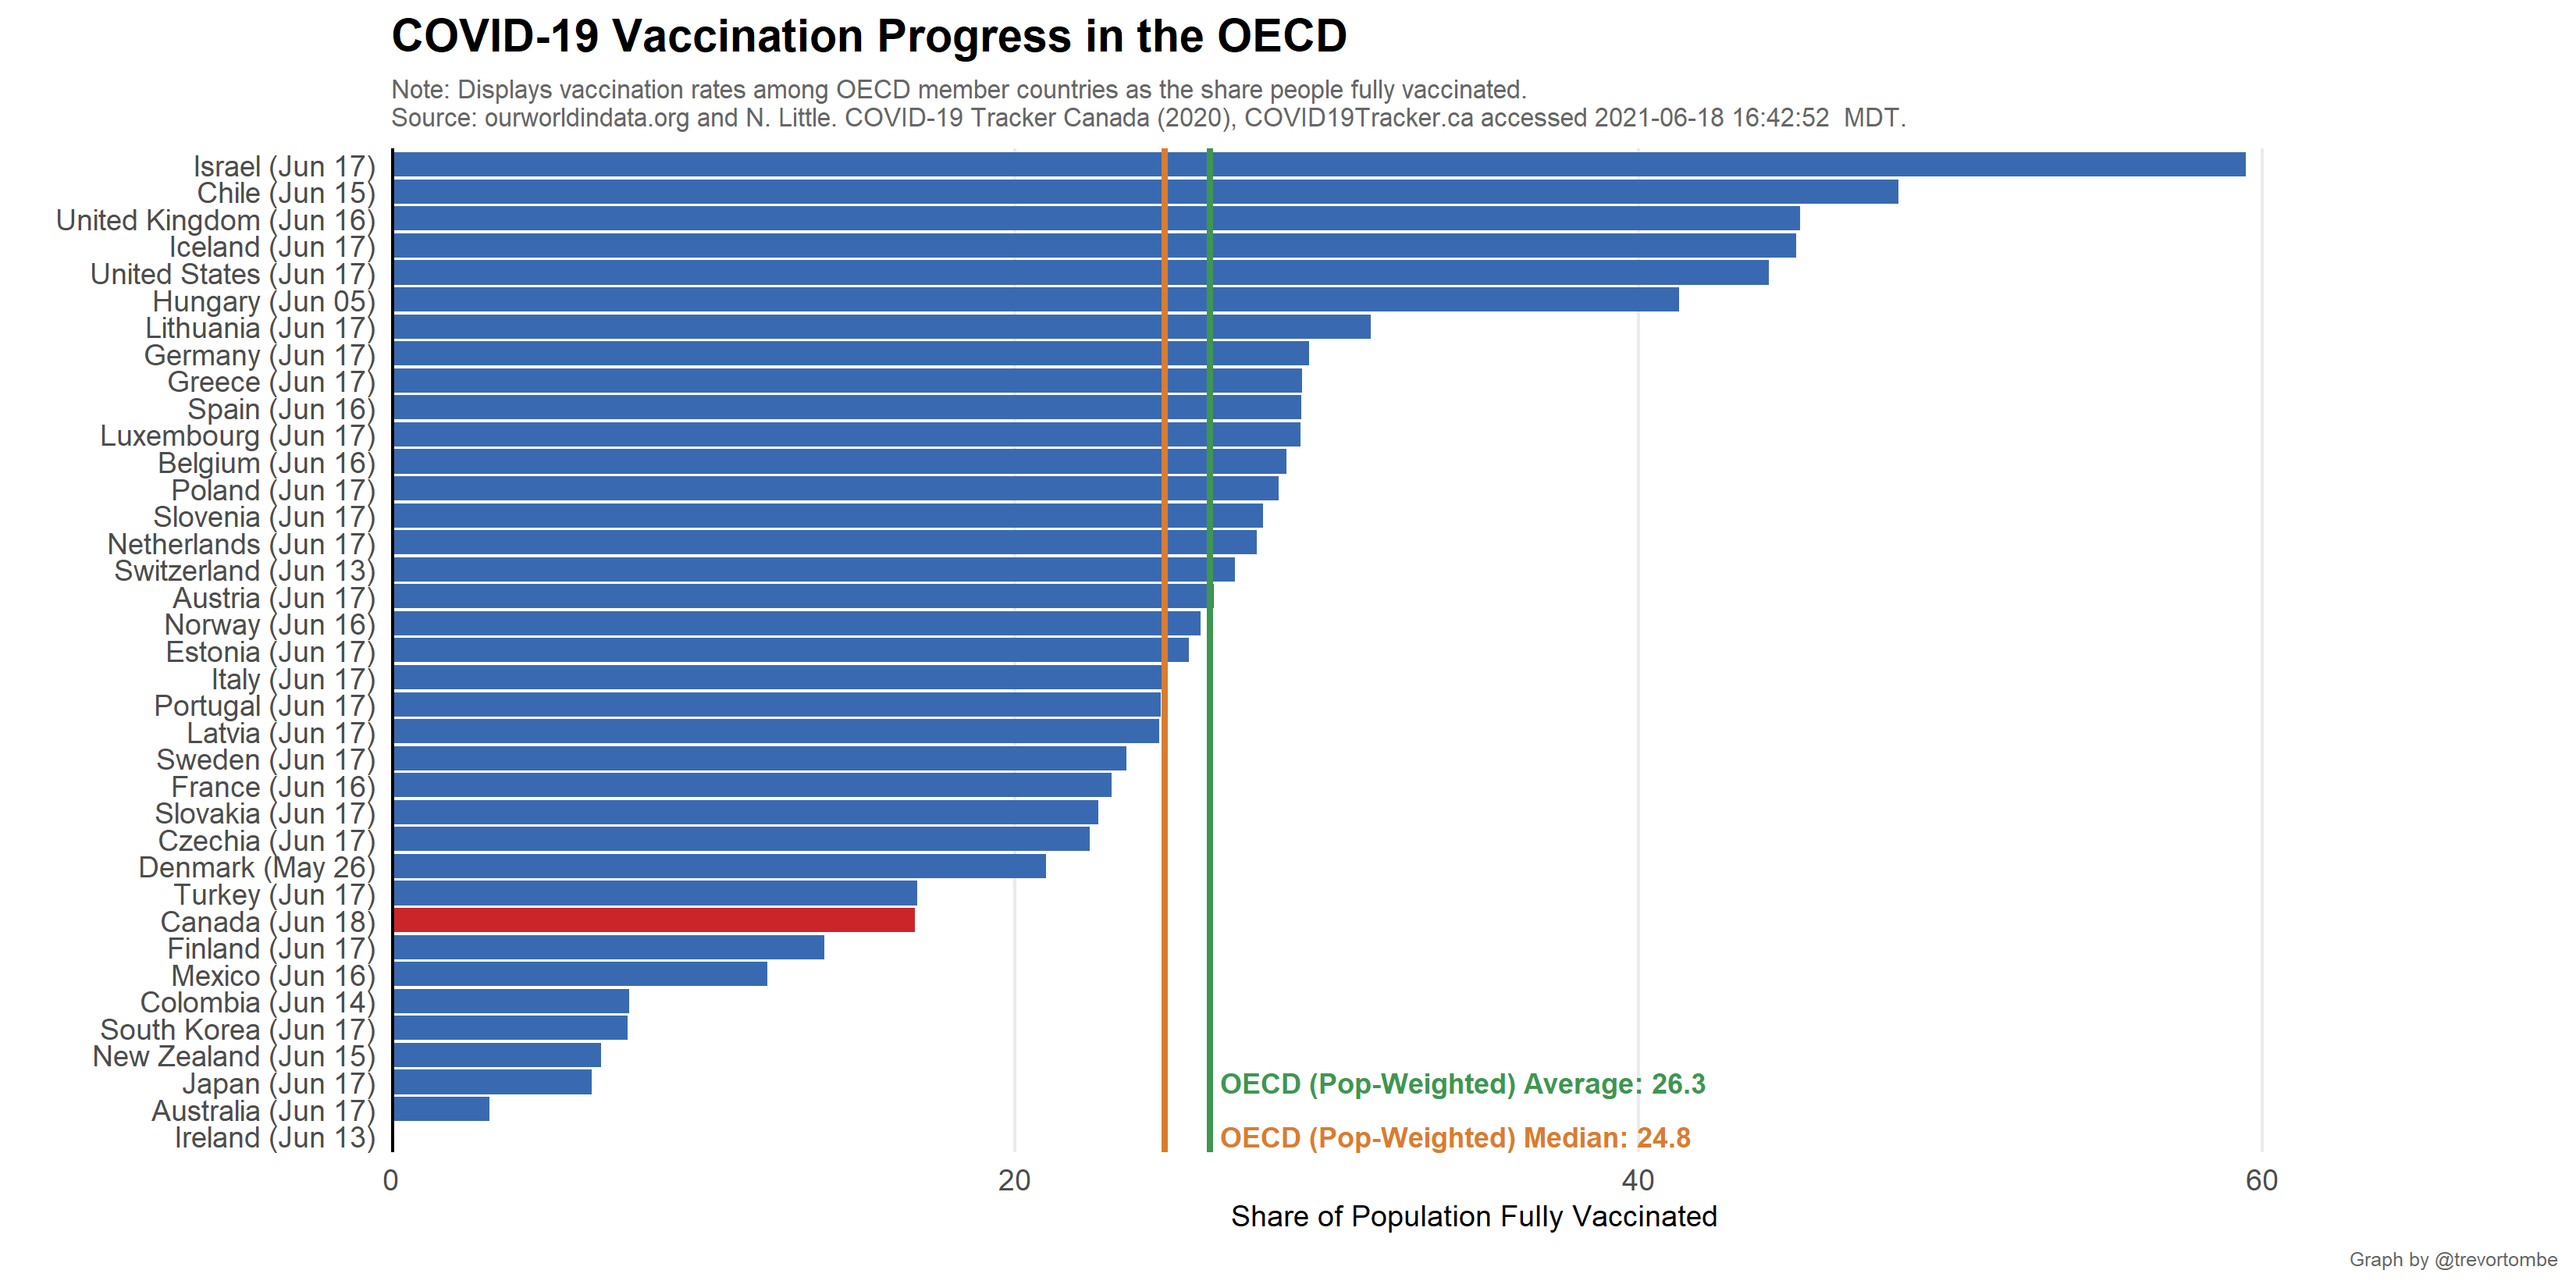 COVID-19 Vaccination Progress in the OECD
Note: Displays vaccination rates among OECD member countries as the share people fully vaccinated.
Source: ourworldindata.org and N. Little. COVID-19 Tracker Canada (2020), COVID19Tracker.ca accessed 2021-06-18 16:42:52  MDT.
Israel (Jun 17)
Chile (Jun 15)
United Kingdom (Jun 16)
Iceland (Jun 17)
United States (Jun 17)
Hungary (Jun 05)
Lithuania (Jun 17)
Germany (Jun 17)
Greece (Jun 17)
Spain (Jun 16)
Luxembourg (Jun 17)
Belgium (Jun 16)
Poland (Jun 17)
Slovenia (Jun 17)
Netherlands (Jun 17)
Switzerland (Jun 13)
Austria (Jun 17)
Norway (Jun 16)
Estonia (Jun 17)
Italy (Jun 17)
Portugal (Jun 17)
Latvia (Jun 17)
Sweden (Jun 17)
France (Jun 16)
Slovakia (Jun 17)
Czechia (Jun 17)
Denmark (May 26)
Turkey (Jun 17)
Canada (Jun 18)
Finland (Jun 17)
Mexico (Jun 16)
Colombia (Jun 14)
South Korea (Jun 17)
New Zealand (Jun 15)
Japan (Jun 17)
Australia (Jun 17)
Ireland (Jun 13)
OECD (Pop-Weighted) Average: 26.3
OECD (Pop-Weighted) Median: 24.8
0 20 40 60
Share of Population Fully Vaccinated
Graph by @trevortombe